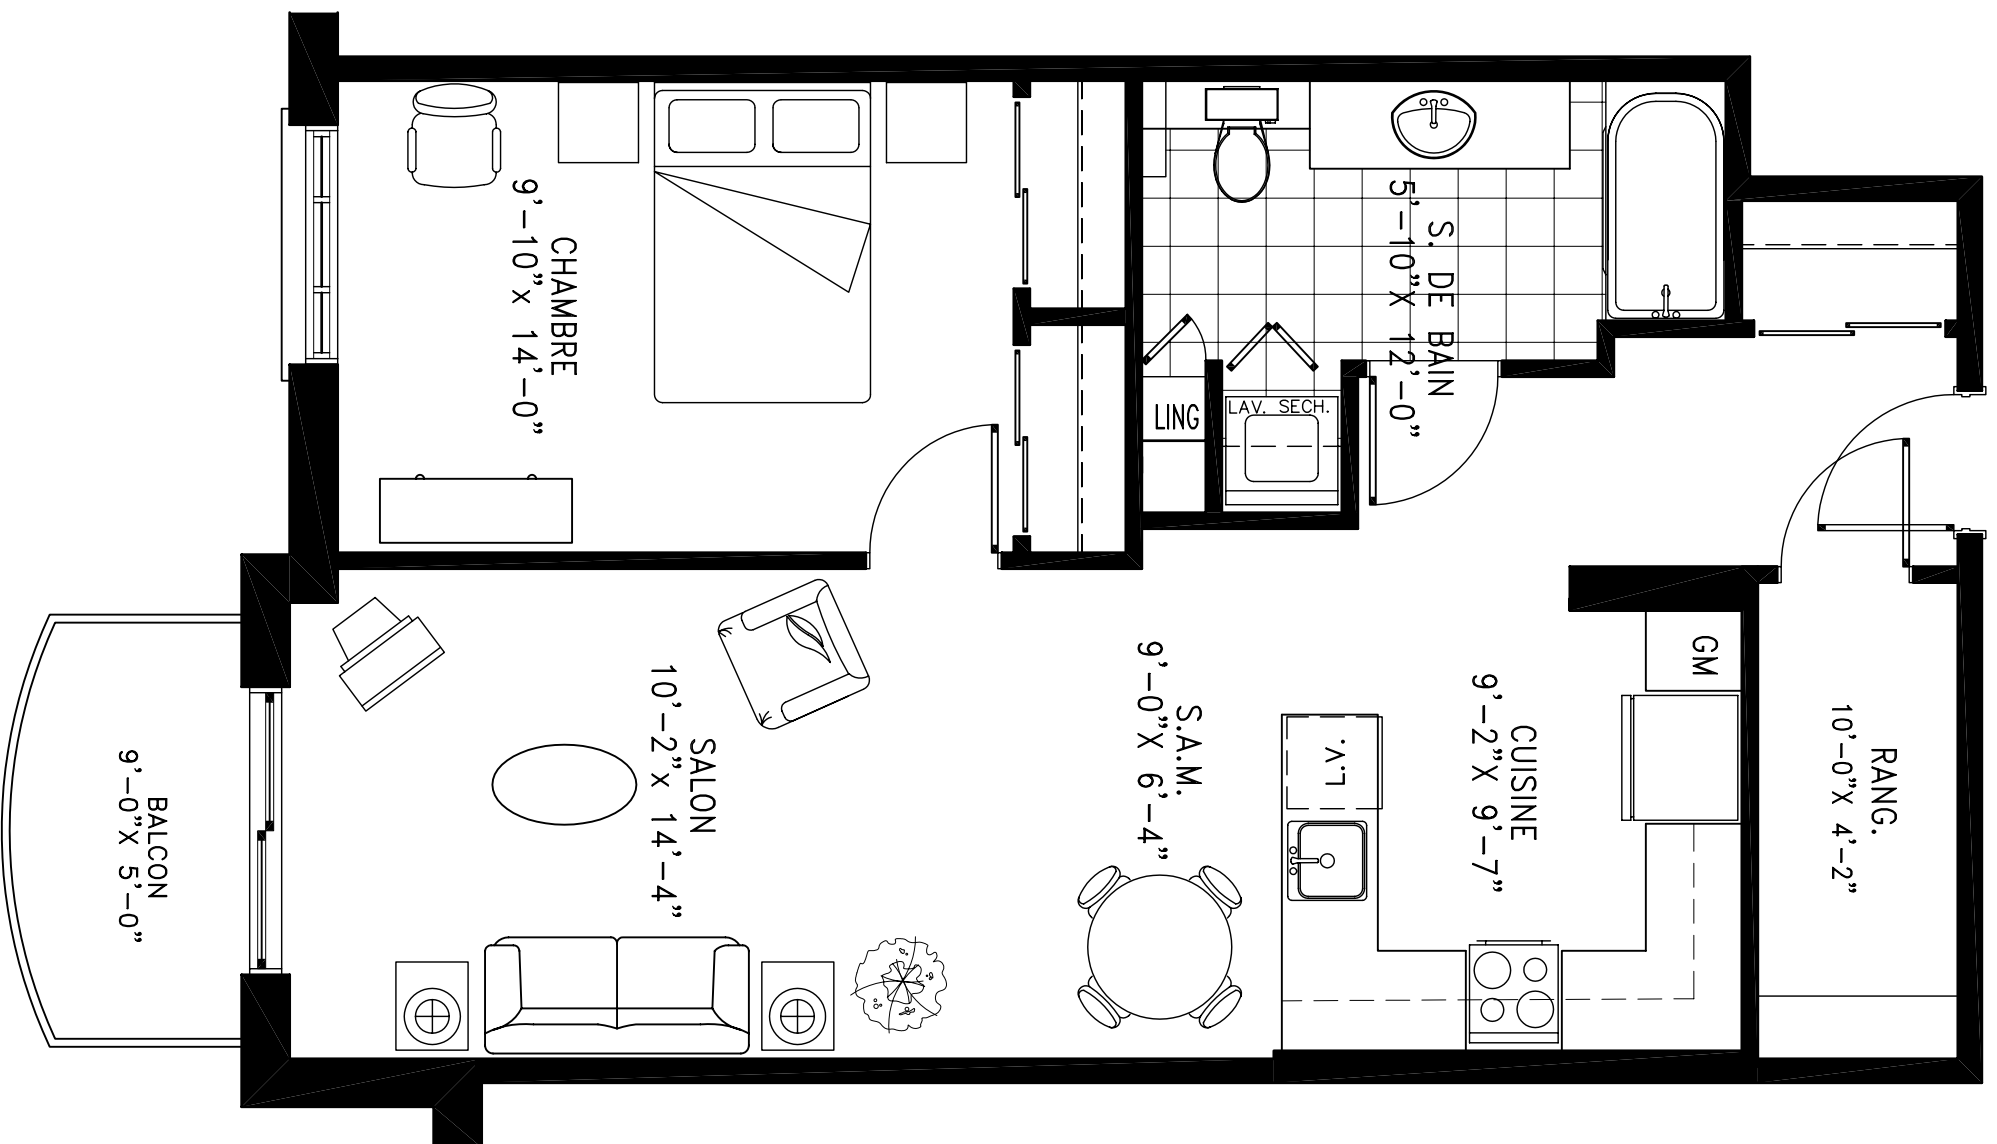 CHAMBRE
9'-10"x 14'-0"
S. DE BAIN
5'-10"X 12'-0"
LING
LAV. SECH.
GM
RANG.
10'-0"X 4'-2"
CUISINE
9'-2"X 9'-7"
L.V.
S.A.M.
9'-0"X 6'-4"
SALON
10'-2"x 14'-4"
BALCON
9'-0"X 5'-0"